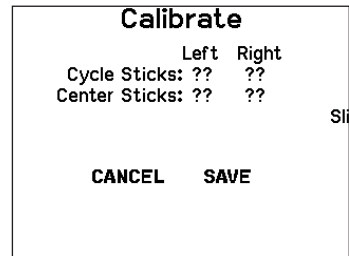 Calibrate
Left Right
Cycle Sticks: ?? ??
Center Sticks: ?? ??
Sli
CANCEL SAVE